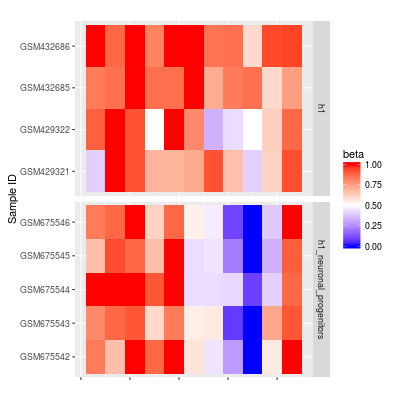 Sample ID
GSM432686
GSM432685
GSM429322
GSM429321
h1
GSM675546
GSM675545
GSM675544
GSM675543
GSM675542
h1_neuronal_progenitors
beta
1.00
0.75
0.50
0.25
0.00